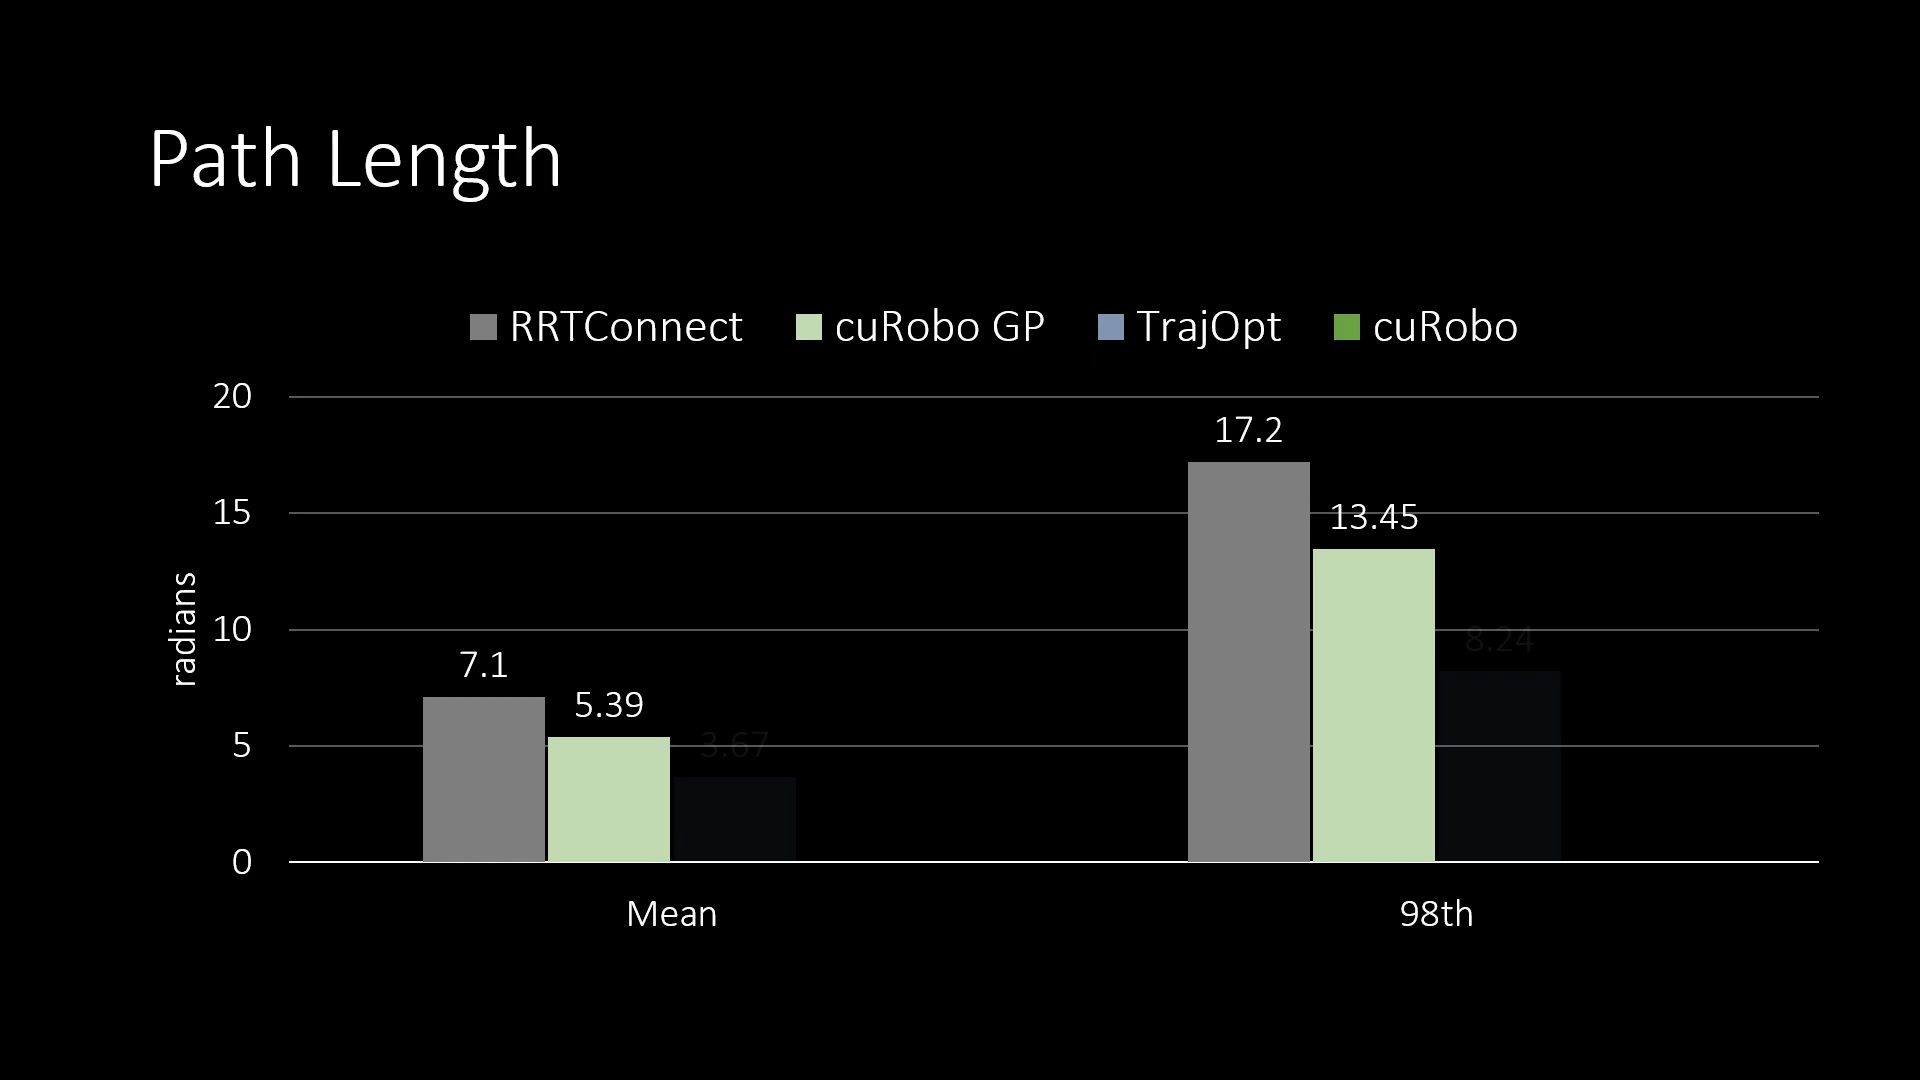 Path Length
RRTConnect cuRobo GP TrajOpt cuRobo
20
17.2
15
13.45
radians
10
8.24
7.1
5.39
5
3.67
0
Mean 98th